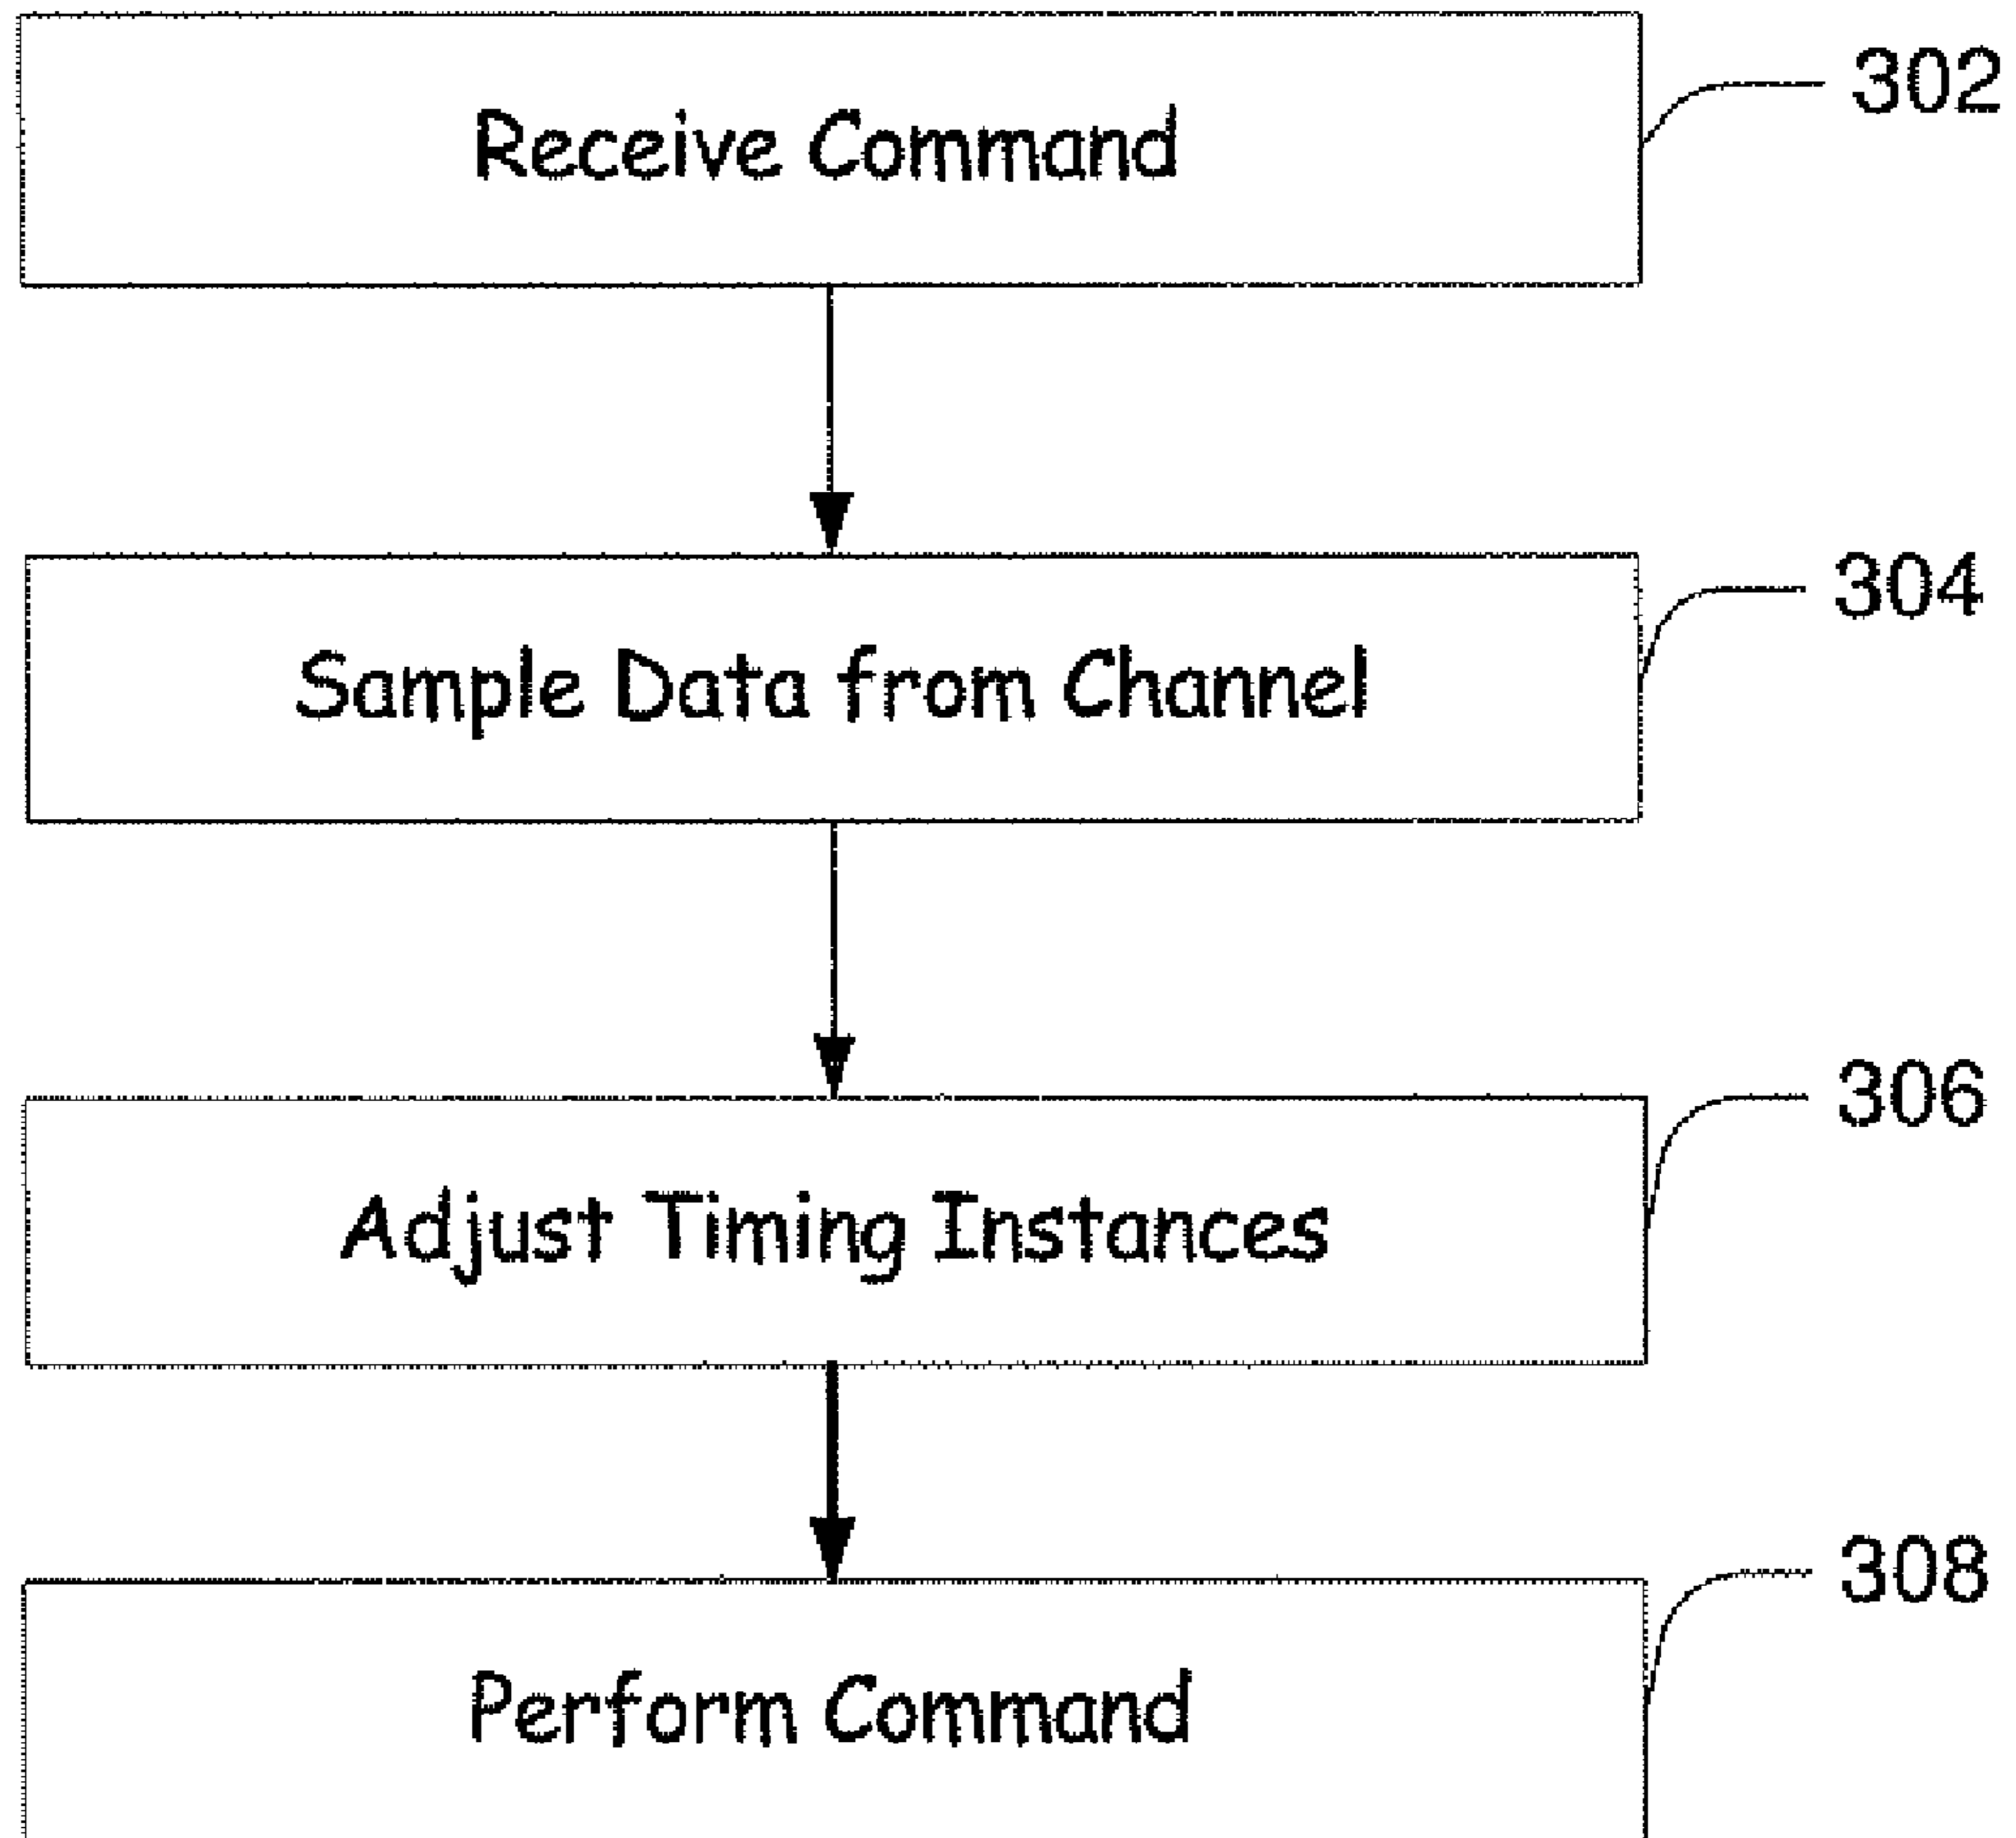 Receive Command
302
Sample Data from Channel
304
Adjust Timing Instances
306
Perform Command
308